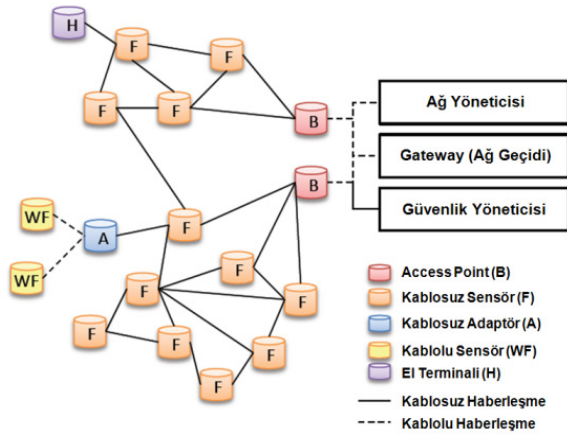 H
F
F
F
F
B
Ağ Yöneticisi
Gateway (Ağ Geçidi)
B
Güvenlik Yöneticisi
WF
F
A
WF
F
F
F
F
F
F
F
Access Point (B)
Kablosuz Sensör (F)
Kablosuz Adaptör (A)
Kablolu Sensör (WF)
El Terminali (H)
Kablosuz Haberleşme
Kablolu Haberleşme